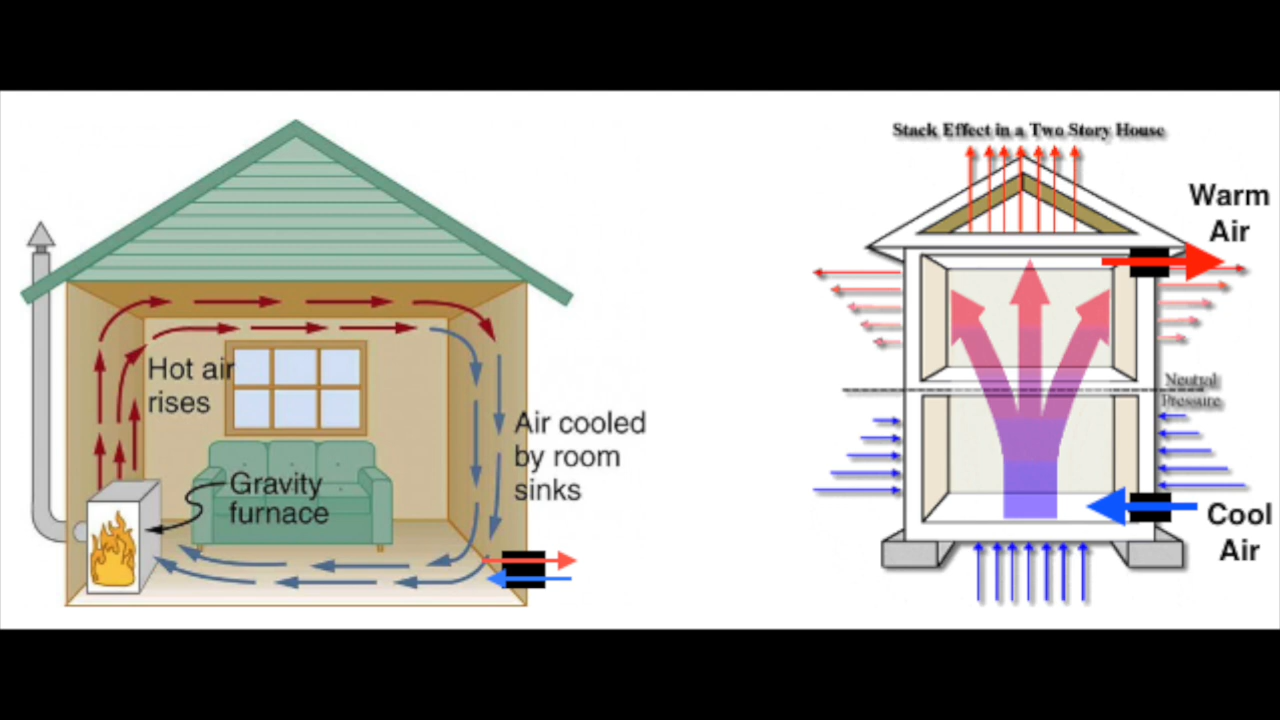 Hot air
rises
Gravity
furnace
Air cooled
by room
sinks
Stack Effect in a Two Story House
Warm
Air
Neutral
Pressure
Cool
Air